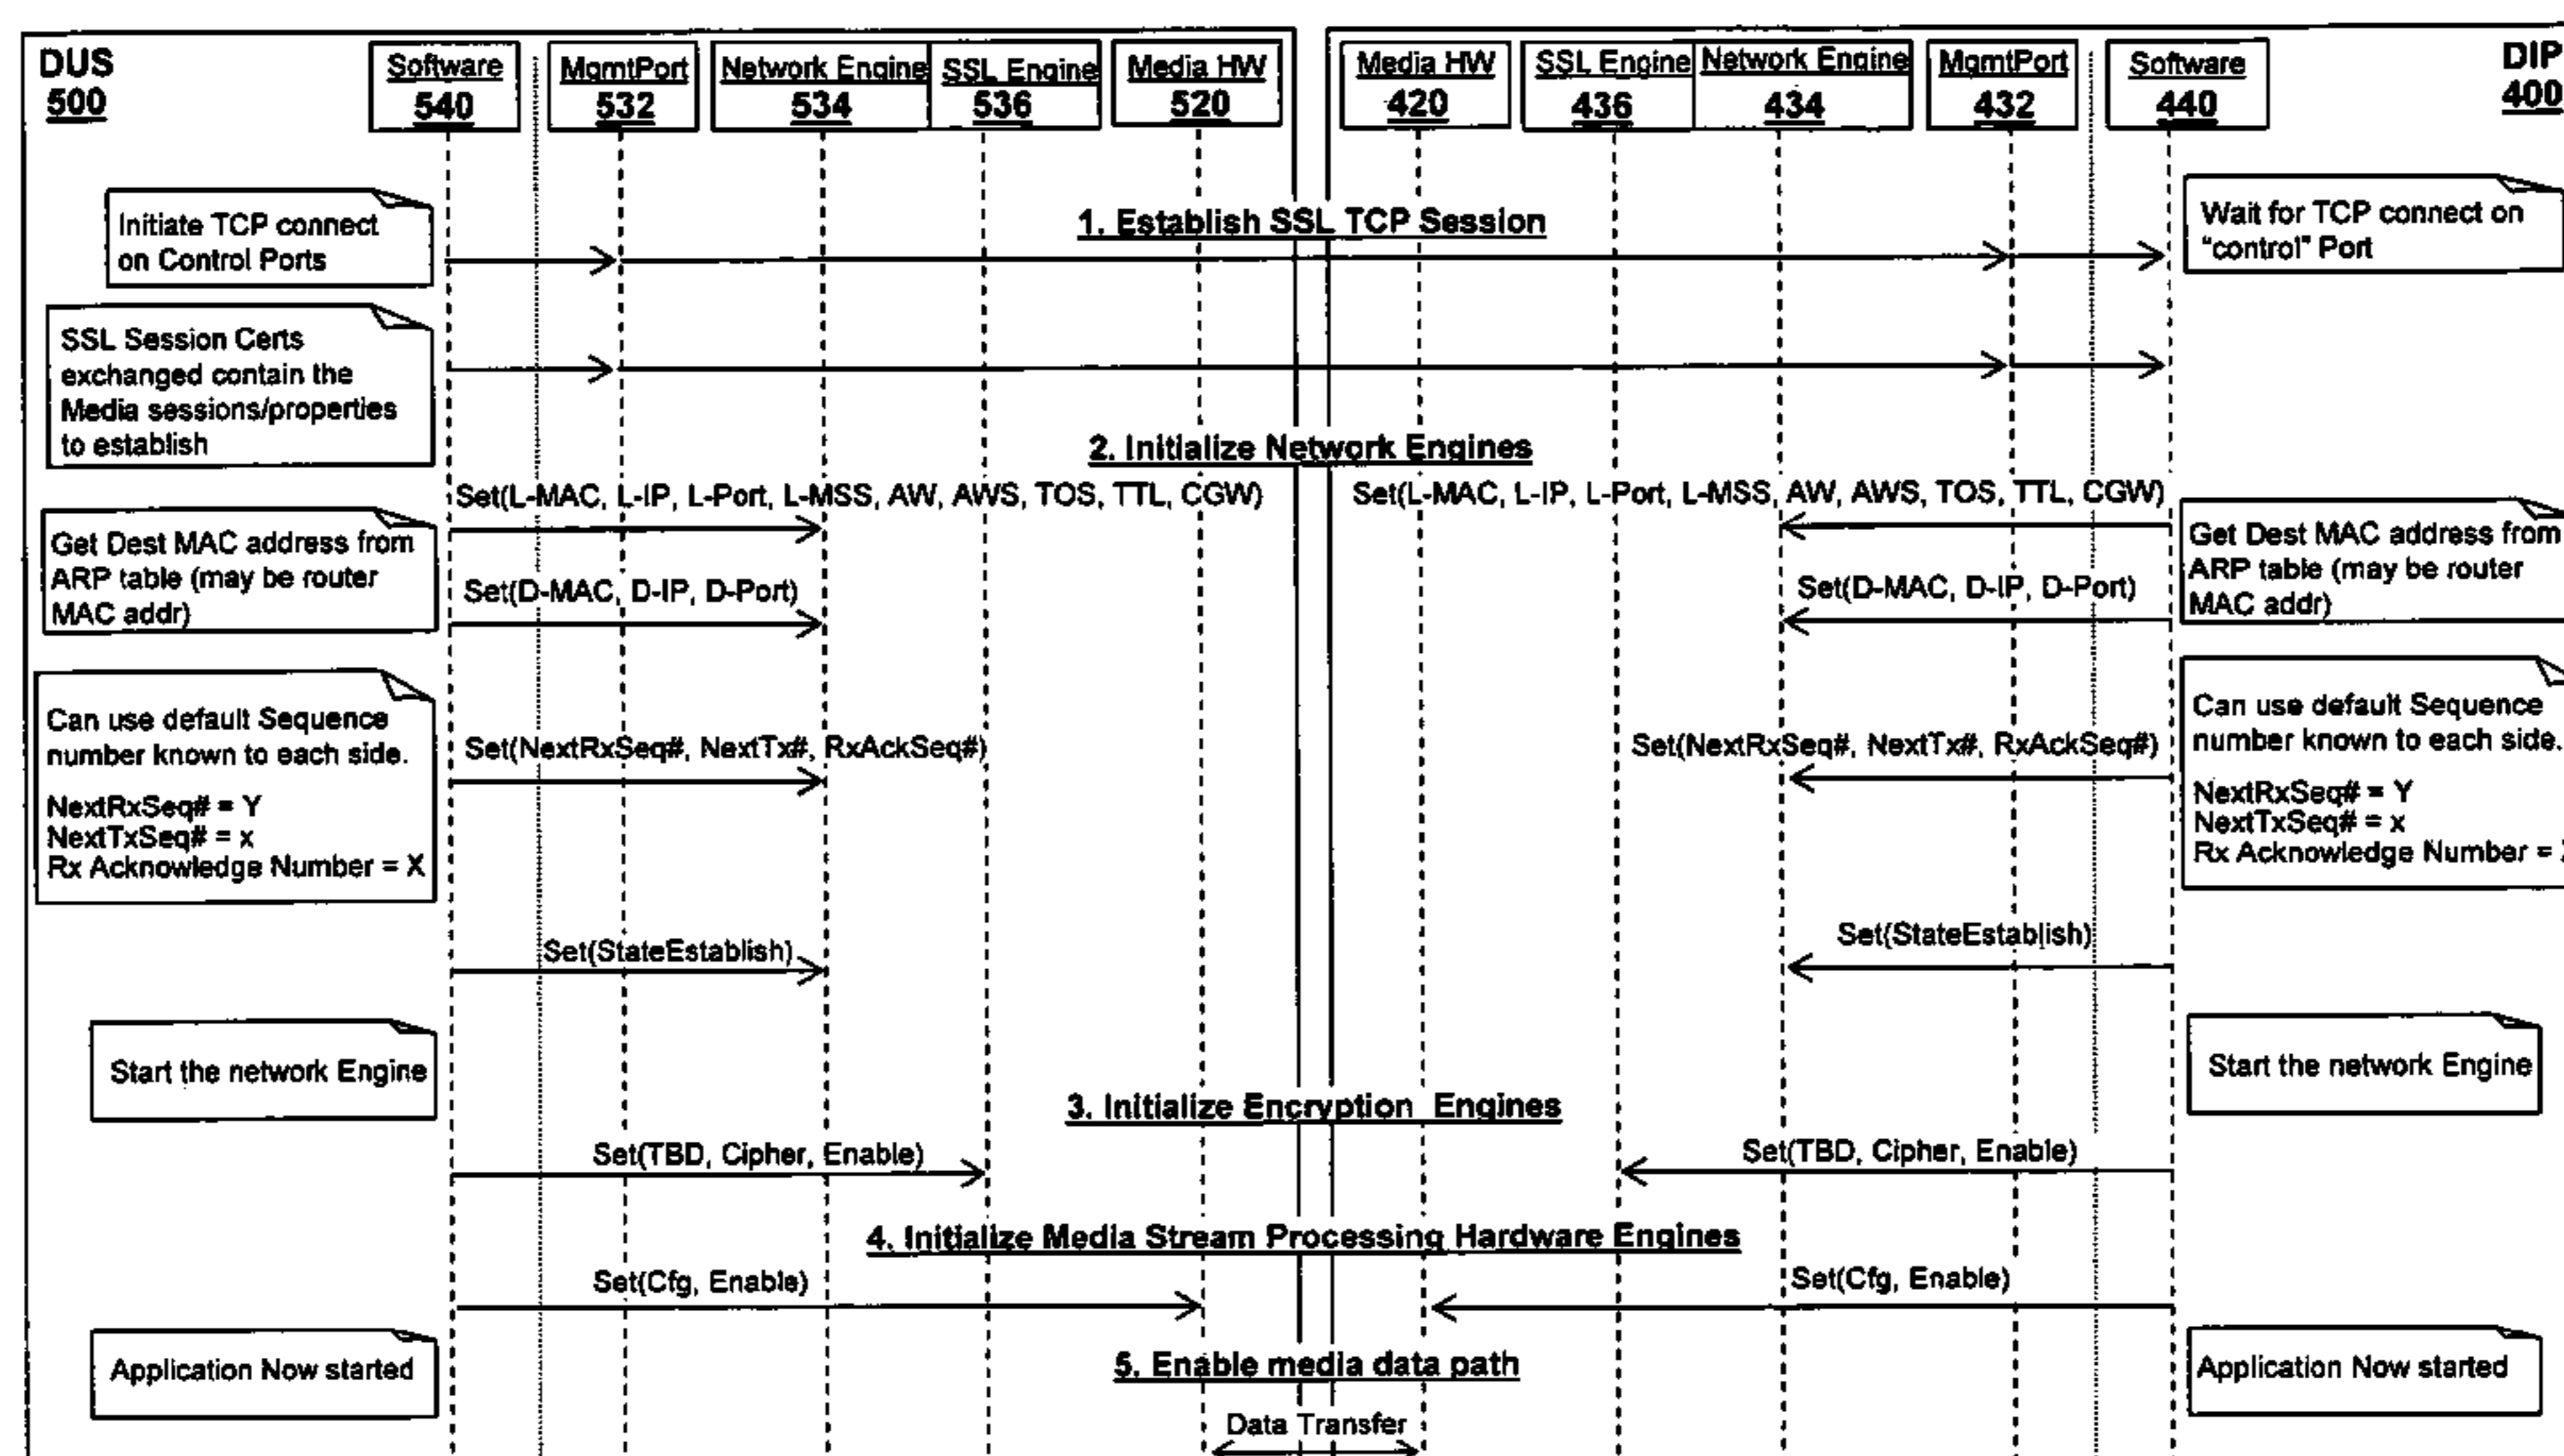 DUS
500
Software
540
MgmtPort
532
Network Engine
534
SSL Engine
536
Media HW
520
Media HW
420
SSL Engine
436
Network Engine
434
MgmtPort
432
Software
440
DIP
400
Initiate TCP connect
on Control Ports
1. Establish SSL TCP Session
Wait for TCP connect on
"control" Port
SSL Session Certs
exchanged contain the
Media sessions/properties
to establish
2. Initialize Network Engines
Set(L-MAC, L-IP, L-Port, L-MSS, AW, AWS, TOS, TTL, CGW)
Set(L-MAC, L-IP, L-Port, L-MSS, AW, AWS, TOS, TTL, CGW)
Get Dest MAC address from
ARP table (may be router
MAC addr)
Set(D-MAC, D-IP, D-Port)
Set(D-MAC, D-IP, D-Port)
Get Dest MAC address from
ARP table (may be router
MAC addr)
Can use default Sequence
number known to each side.
NextRxSeq# = Y
NextTxSeq# = x
Rx Acknowledge Number = X
Set(NextRxSeq#, NextTx#, RxAckSeq#)
Set(NextRxSeq#, NextTx#, RxAckSeq#)
Can use default Sequence
number known to each side.
NextRxSeq# = Y
NextTxSeq# = x
Rx Acknowledge Number =
Set(StateEstablish)
Set(StateEstablish)
Start the network Engine
Start the network Engine
3. Initialize Encryption Engines
Set(TBD, Cipher, Enable)
Set(TBD, Cipher, Enable)
4. Initialize Media Stream Processing Hardware Engines
Set(Cfg, Enable)
Set(Cfg, Enable)
Application Now started
5. Enable media data path
Application Now started
Data Transfer